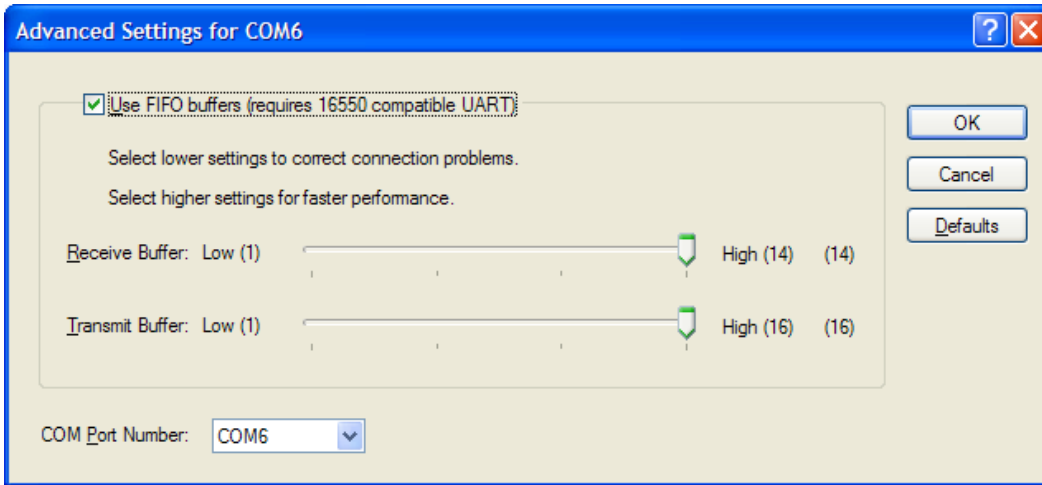 Advanced Settings for COM6
?
Use FIFO buffers (requires 16550 compatible UART)
OK
Select lower settings to correct connection problems.
Cancel
Select higher settings for faster performance.
Defaults
Receive Buffer: Low (1) High (14) (14)
Transmit Buffer: Low (1) High (16) (16)
COM Port Number: COM6